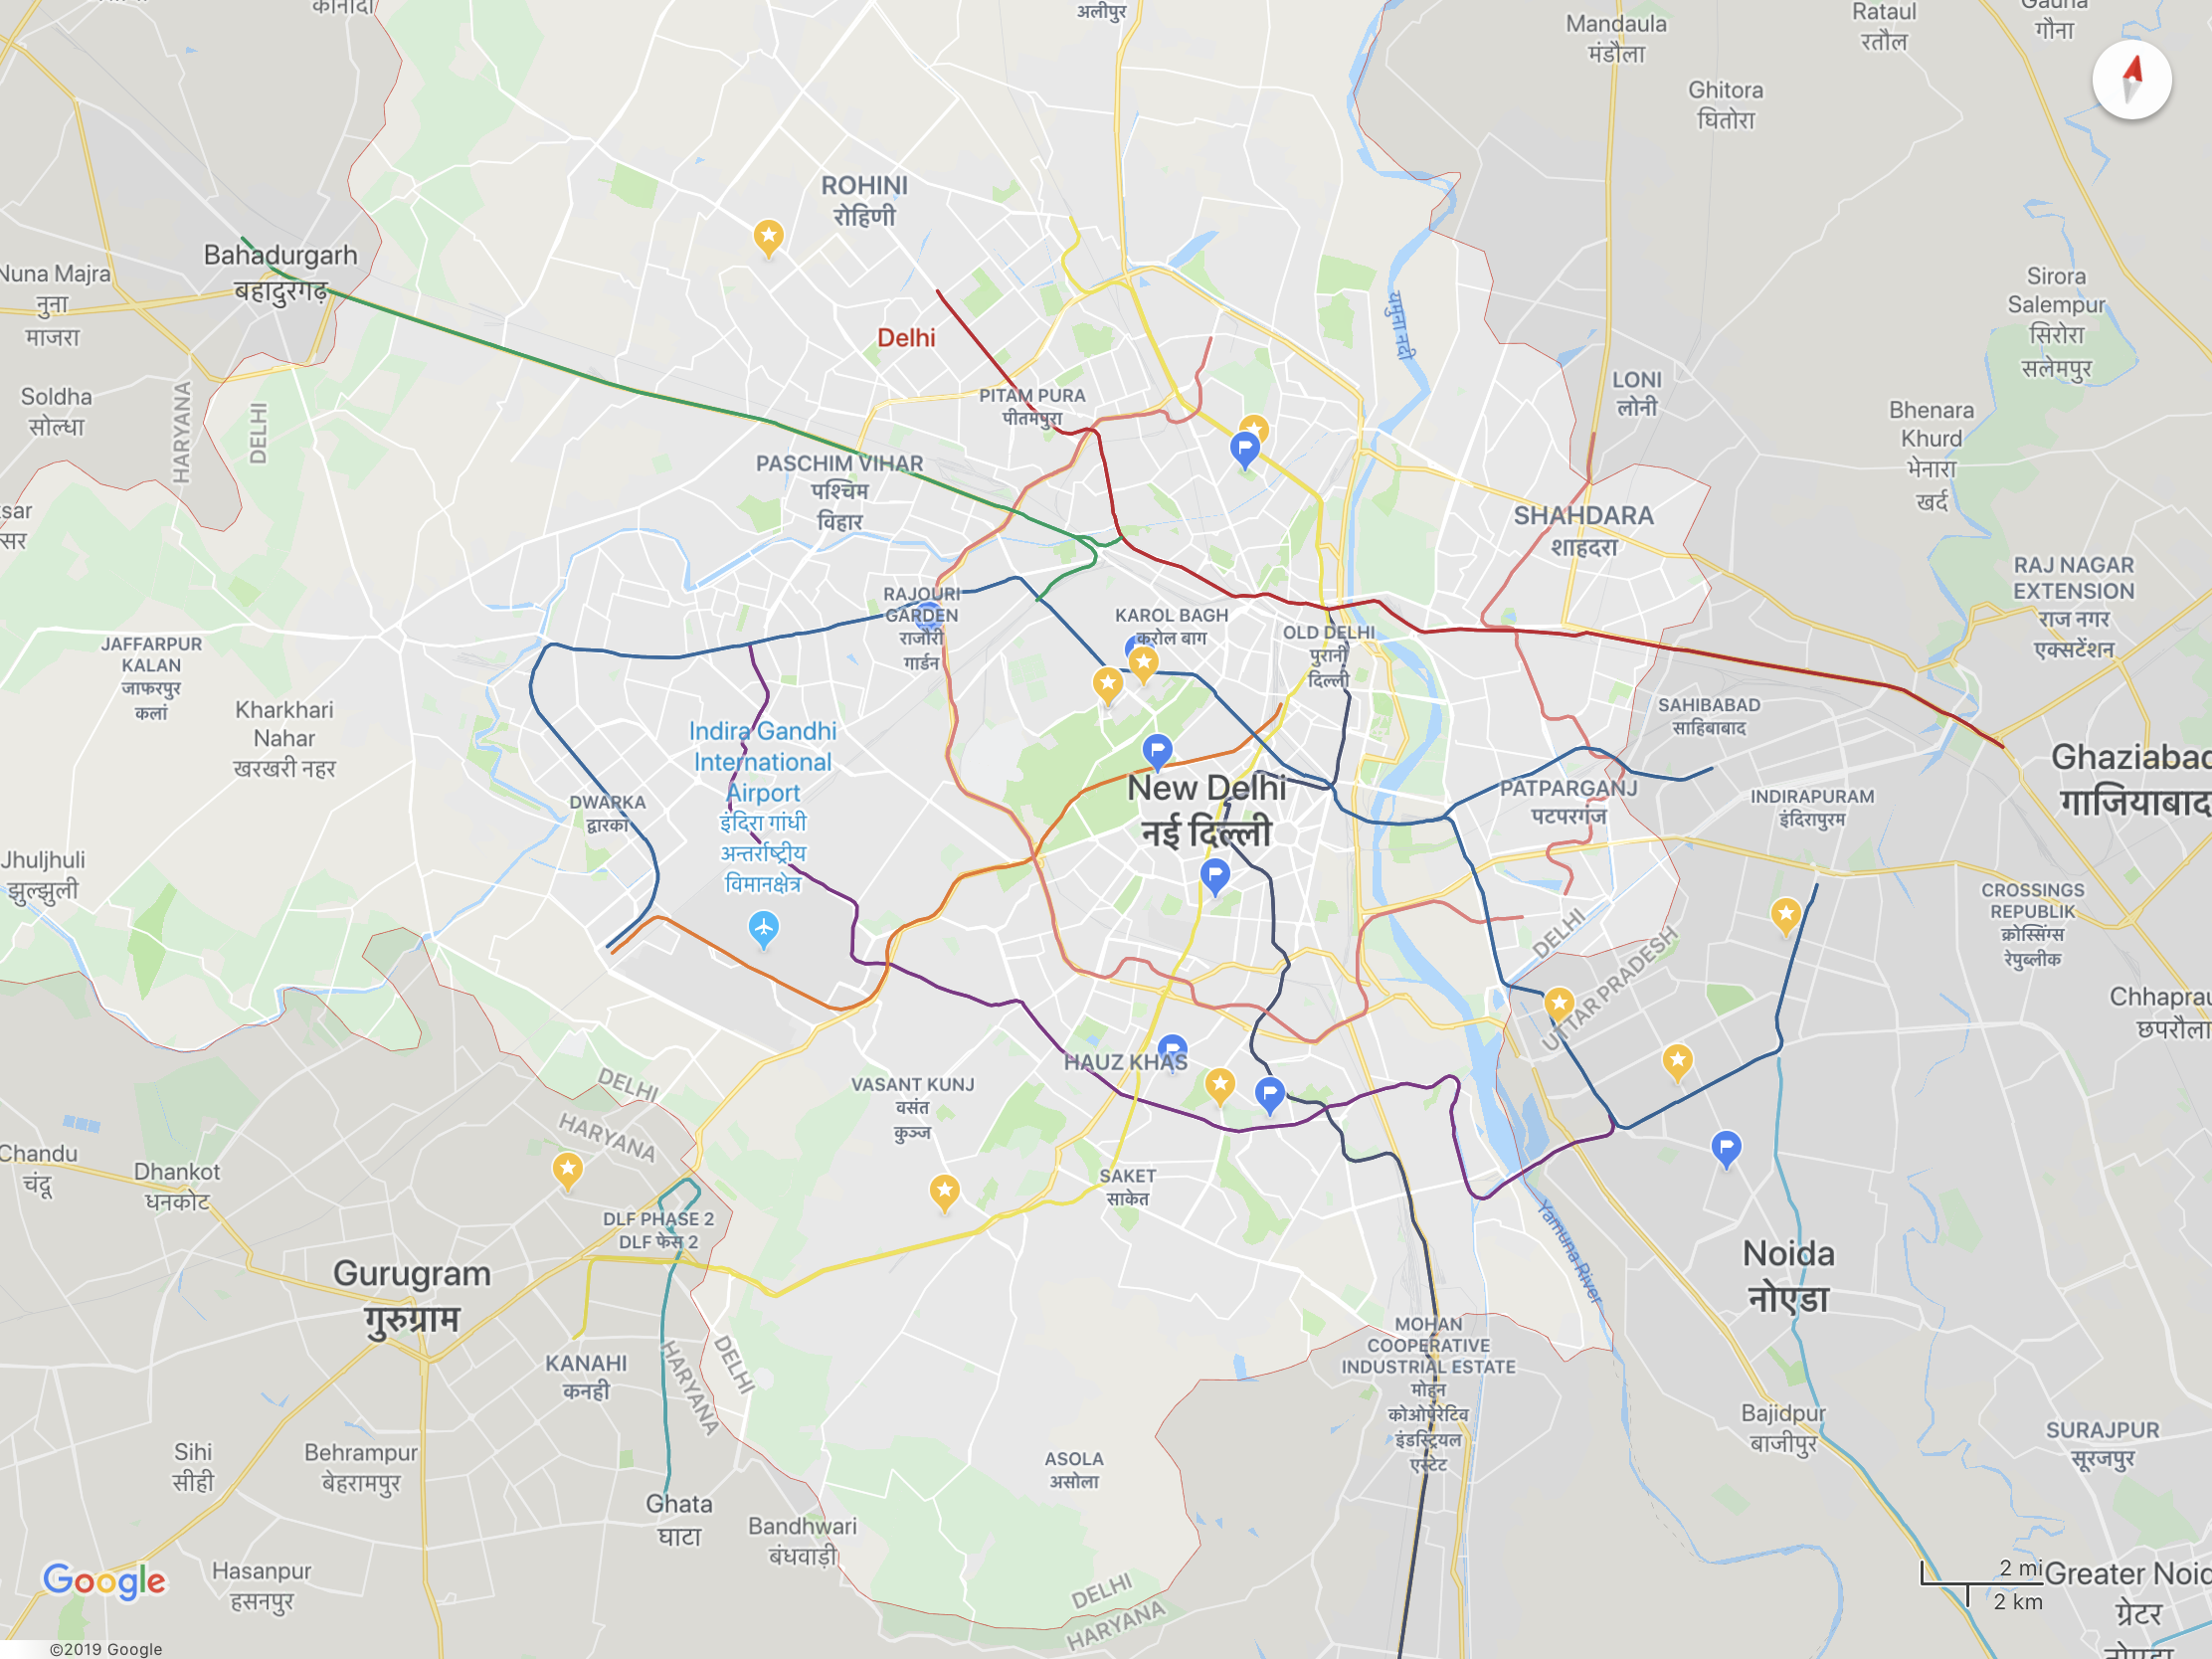 कानोंदा
अलीपुर
Mandaula
मंडौला
Rataul
रतौल
गौना
Ghitora
घितोरा
ROHINI
रोहिणी
Bahadurgarh
बहादुरगढ़
Nuna Majra
नुना
माजरा
Delhi
यमुना नदी
Sirora
Salempur
सिरोरा
सलेमपुर
Soldha
सोल्धा
HARYANA
DELHI
PITAM PURA
पीतमपुरा
LONI
लोनी
Bhenara
Khurd
भेनारा
खर्द
PASCHIM VIHAR
पश्चिम
विहार
SHAHDARA
शाहदरा
RAJ NAGAR
EXTENSION
राज नगर
एक्सटेंशन
RAJOURI
GARDEN
राजौरी
गार्डन
KAROL BAGH
करोल बाग
OLD DELHI
पुरानी
दिल्ली
JAFFARPUR
KALAN
जाफरपुर
कलां
Kharkhari
Nahar
खरखरी नहर
SAHIBABAD
साहिबाबाद
Indira Gandhi
International
Airport
इंदिरा गांधी
अन्तर्राष्ट्रीय
विमानक्षेत्र
Ghaziabad
गाजियाबाद
New Delhi
नई दिल्ली
DWARKA
द्वारका
PATPARGANJ
पटपरगंज
INDIRAPURAM
इंदिरापुरम
Jhuljhuli
झुल्झुली
CROSSINGS
REPUBLIK
क्रोस्सिंग्स
रेपुब्लीक
DELHI
UTTAR PRADESH
Chhaprau
छपरौला
HAUZ KHAS
VASANT KUNJ
वसंत
कुञ्ज
DELHI
HARYANA
Chandu
चंदू
Dhankot
धनकोट
SAKET
साकेत
DLF PHASE 2
DLF फेस 2
Yamuna River
Noida
नोएडा
Gurugram
गुरुग्राम
DELHI
HARYANA
KANAHI
कनही
MOHAN
COOPERATIVE
INDUSTRIAL ESTATE
मोहन
कोओपेरेटिव
इंडस्ट्रियल
एस्टेट
Bajidpur
बाजीपुर
SURAJPUR
सूरजपुर
Sihi
सीही
Behrampur
बेहरामपुर
ASOLA
असोला
Ghata
घाटा
Bandhwari
बंधवाड़ी
Hasanpur
हसनपुर
DELHI
HARYANA
Google
2 mi
2 km
Greater Noid
ग्रेटर
नोएडा
©2019 Google